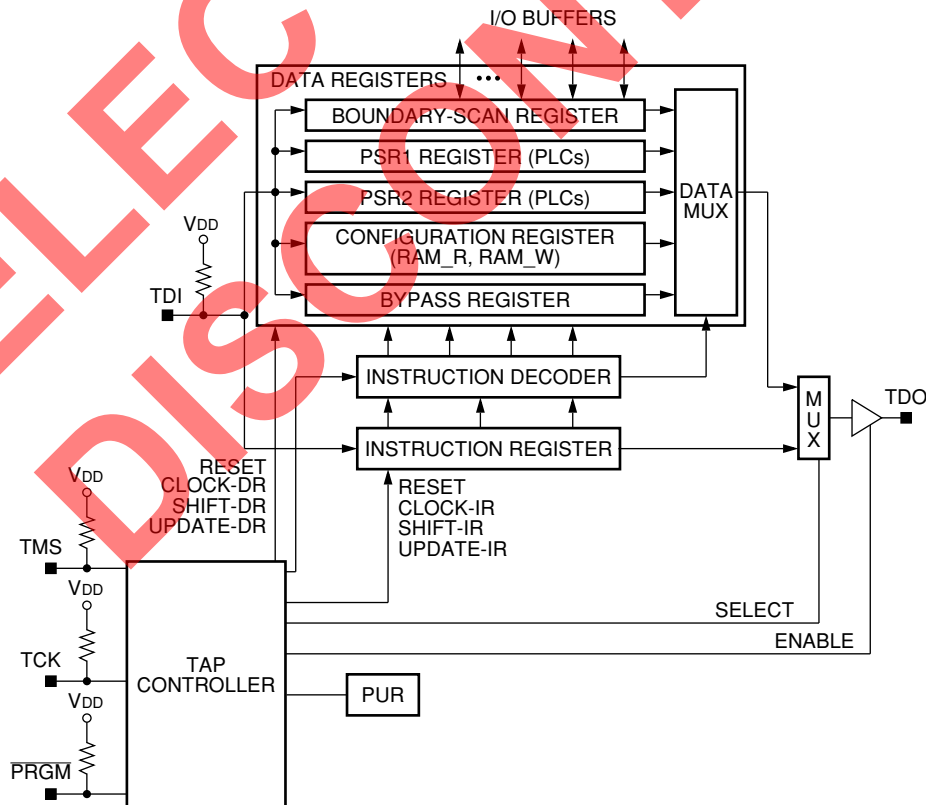 I/O BUFFERS
DATA REGISTERS
•••
BOUNDARY-SCAN REGISTER
PSR1 REGISTER (PLCs)
PSR2 REGISTER (PLCs)
CONFIGURATION REGISTER
(RAM_R, RAM_W)
BYPASS REGISTER
DATA
MUX
VDD
TDI
INSTRUCTION DECODER
INSTRUCTION REGISTER
MUX
TDO
RESET
CLOCK-DR
SHIFT-DR
UPDATE-DR
RESET
CLOCK-IR
SHIFT-IR
UPDATE-IR
VDD
TMS
VDD
TCK
VDD
PRGM
TAP
CONTROLLER
PUR
SELECT
ENABLE
ELEC
DISCON